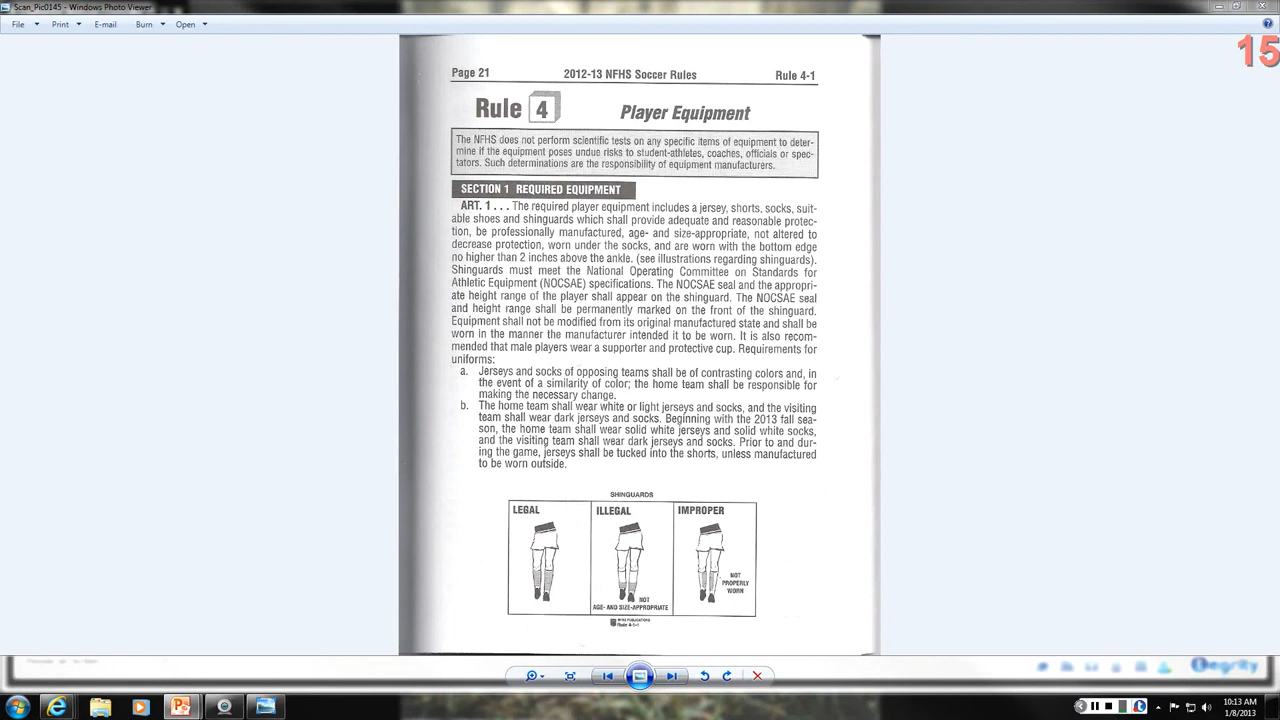 Scan_Pic0145 - Windows Photo Viewer
File Print E-mail Burn Open
15
Page 21 2012-13 NFHS Soccer Rules Rule 4-1
Rule 4 Player Equipment
The NFHS does not perform scientific tests on any specific items of equipment to deter-
mine if the equipment poses undue risks to student-athletes, coaches, officials or spec-
tators. Such determinations are the responsibility of equipment manufacturers.
SECTION 1 REQUIRED EQUIPMENT
ART. 1 . . . The required player equipment includes a jersey, shorts, socks, suit-
able shoes and shinguards which shall provide adequate and reasonable protec-
tion, be professionally manufactured, age- and size-appropriate, not altered to
decrease protection, worn under the socks, and are worn with the bottom edge
no higher than 2 inches above the ankle. (see illustrations regarding shinguards).
Shinguards must meet the National Operating Committee on Standards for
Athletic Equipment (NOCSAE) specifications. The NOCSAE seal and the appropri-
ate height range of the player shall appear on the shinguard. The NOCSAE seal
and height range shall be permanently marked on the front of the shinguard.
Equipment shall not be modified from its original manufactured state and shall be
worn in the manner the manufacturer intended it to be worn. It is also recom-
mended that male players wear a supporter and protective cup. Requirements for
uniforms:
a. Jerseys and socks of opposing teams shall be of contrasting colors and, in
the event of a similarity of color; the home team shall be responsible for
making the necessary change.
b. The home team shall wear white or light jerseys and socks, and the visiting
team shall wear dark jerseys and socks. Beginning with the 2013 fall sea-
son, the home team shall wear solid white jerseys and solid white socks,
and the visiting team shall wear dark jerseys and socks. Prior to and dur-
ing the game, jerseys shall be tucked into the shorts, unless manufactured
to be worn outside.
SHINGUARDS
LEGAL ILLEGAL IMPROPER
NOT
PROPERLY
WORN
NOT
AGE- AND SIZE-APPROPRIATE
Rule 4-1-1
10:13 AM
1/8/2013